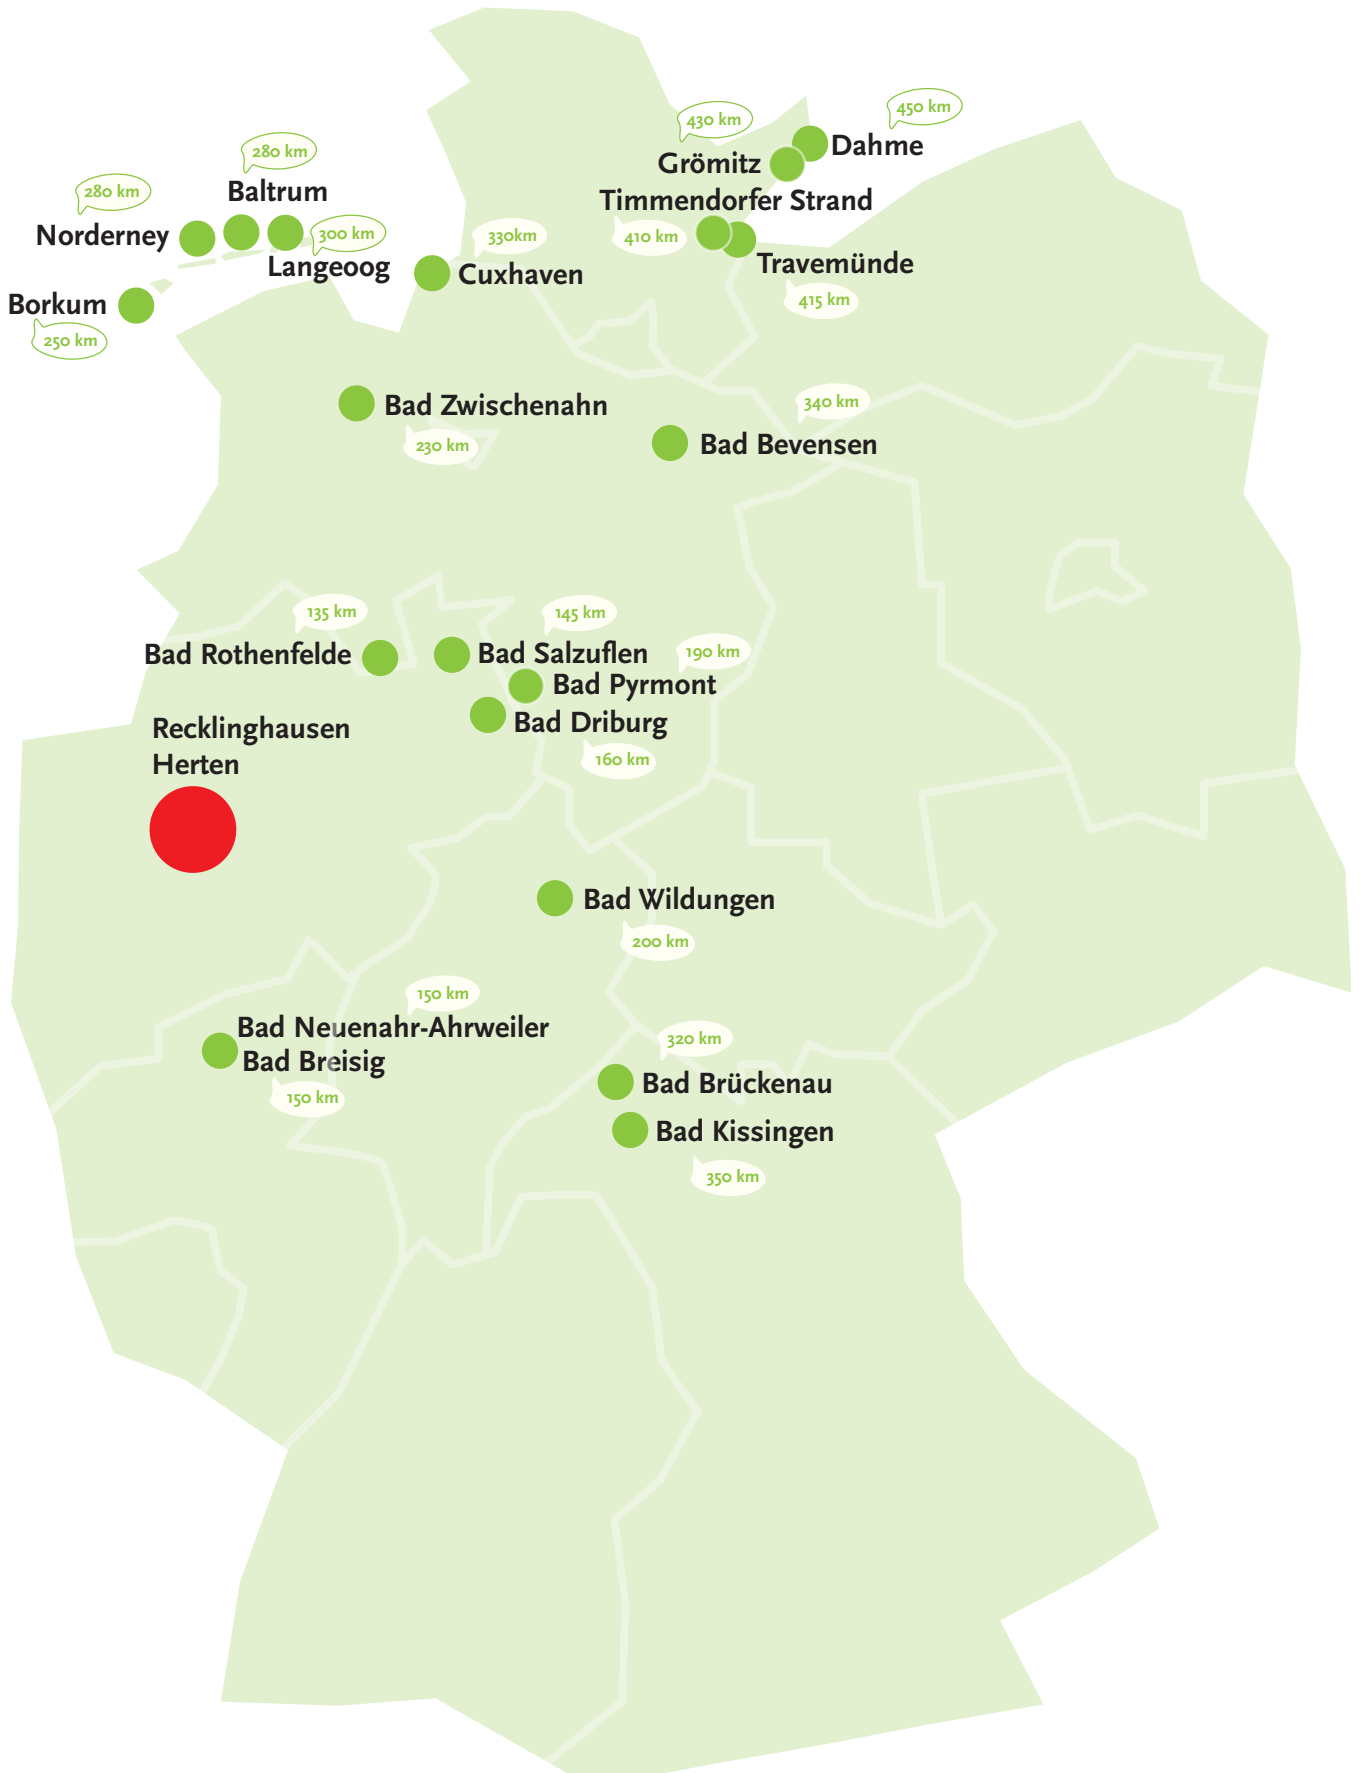 450 km
430 km
Dahme
Grömitz
280 km
Baltrum
280 km
Timmendorfer Strand
Norderney
300 km
330km
410 km
Langeoog
Cuxhaven
Travemünde
Borkum
415 km
250 km
Bad Zwischenahn
340 km
230 km
Bad Bevensen
135 km
145 km
Bad Rothenfelde
Bad Salzuflen
190 km
Bad Pyrmont
Bad Driburg
160 km
Recklinghausen
Herten
Bad Wildungen
200 km
150 km
Bad Neuenahr-Ahrweiler
Bad Breisig
150 km
320 km
Bad Brückenau
Bad Kissingen
350 km